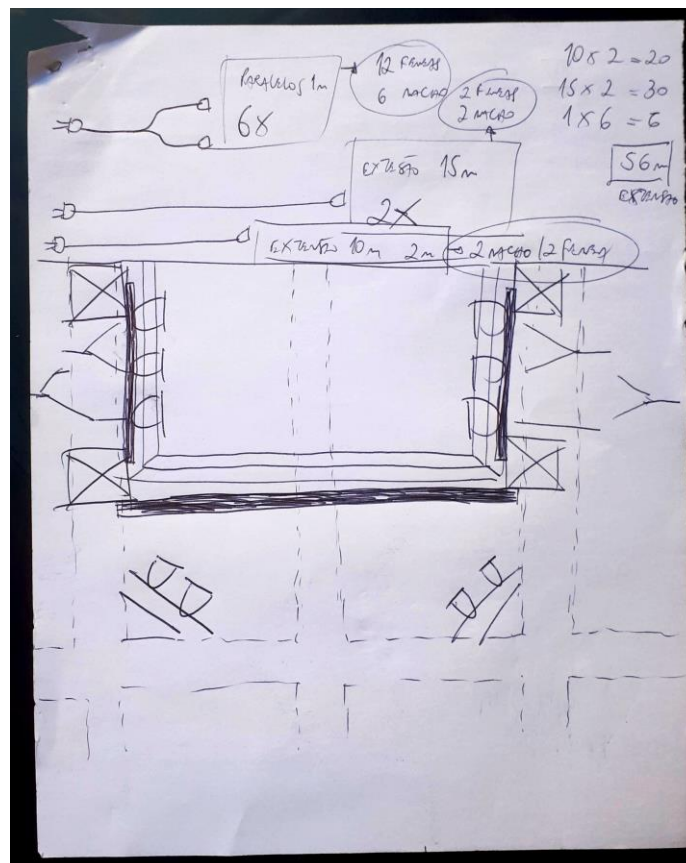 PARALELOS 1m
6X
12 FEMEAS
6 MACHO
2 FEMEAS
2 MACHO
10 x 2 = 20
15 x 2 = 30
1 x 6 = 6
56m
EXTENSÃO
EXTENSÃO 15m
2X
EXTENSÃO 10m 2m → 2 MACHO / 2 FEMEA